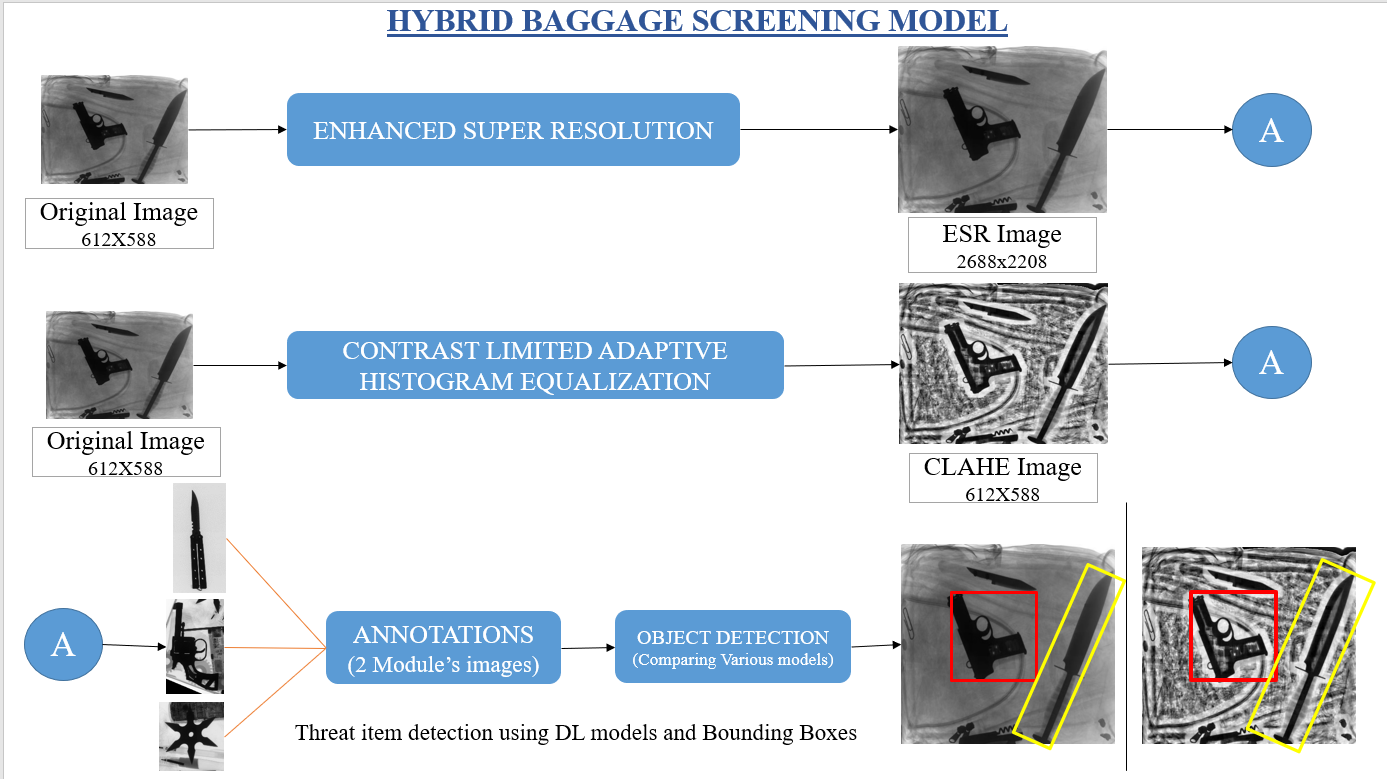 HYBRID BAGGAGE SCREENING MODEL
ENHANCED SUPER RESOLUTION
A
Original Image
612X588
ESR Image
2688x2208
CONTRAST LIMITED ADAPTIVE
HISTOGRAM EQUALIZATION
A
Original Image
612X588
CLAHE Image
612X588
A
ANNOTATIONS
(2 Module’s images)
OBJECT DETECTION
(Comparing Various models)
Threat item detection using DL models and Bounding Boxes